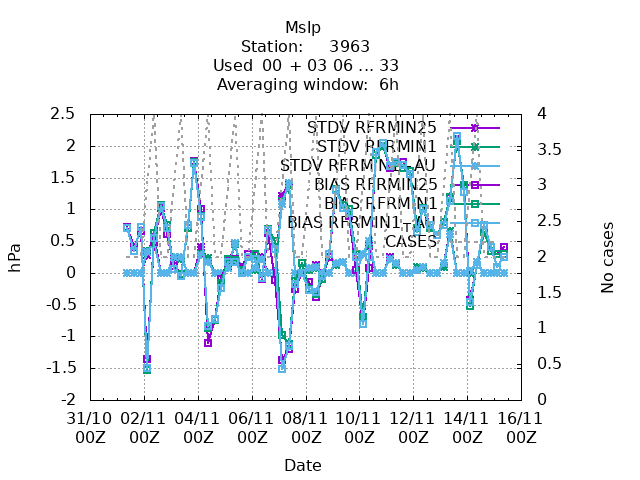 Mslp
Station: 3963
Used 00 + 03 06 ... 33
Averaging window: 6h
STDV RFRMIN25
STDV RFRMIN1
STDV RFRMIN1_AU
BIAS RFRMIN25
BIAS RFRMIN1
BIAS RFRMIN1_AU
CASES
2.5
2
1.5
1
0.5
0
-0.5
-1
-1.5
-2
hPa
4
3.5
3
2.5
2
1.5
1
0.5
0
No cases
31/10 02/11 04/11 06/11 08/11 10/11 12/11 14/11 16/11
00Z 00Z 00Z 00Z 00Z 00Z 00Z 00Z 00Z
Date